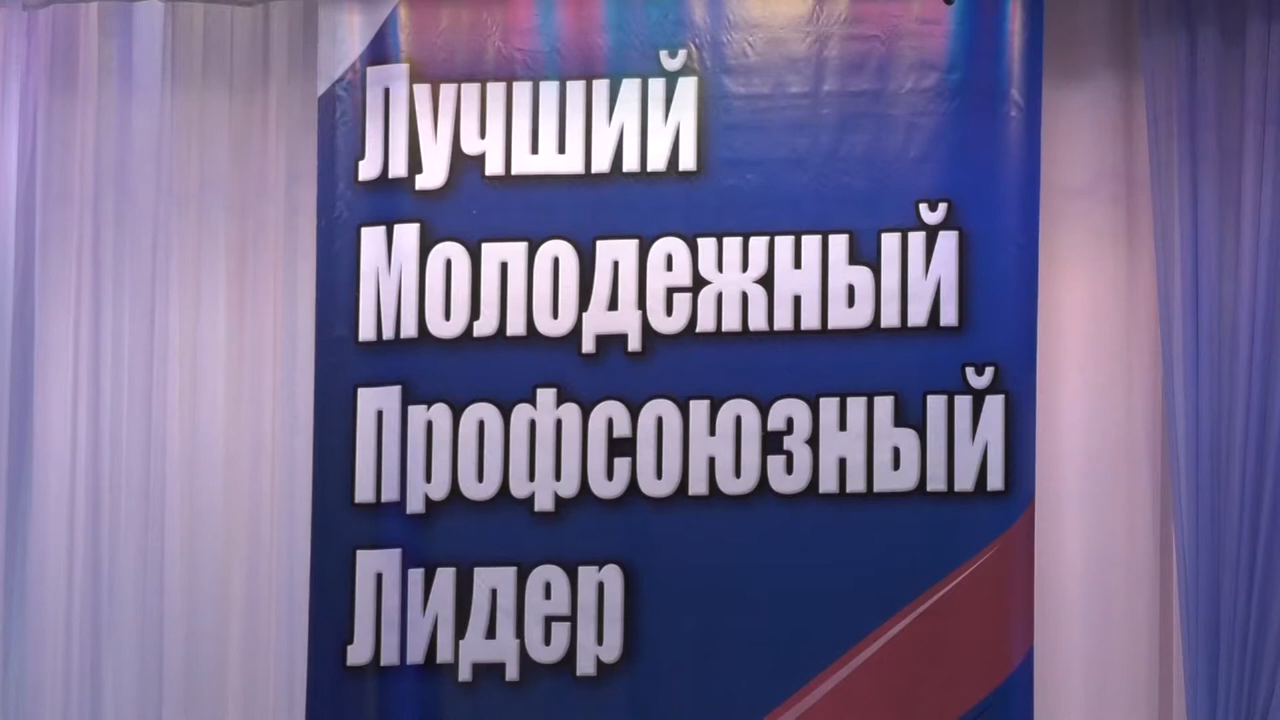 Лучший
Молодежный
Профсоюзный
Лидер